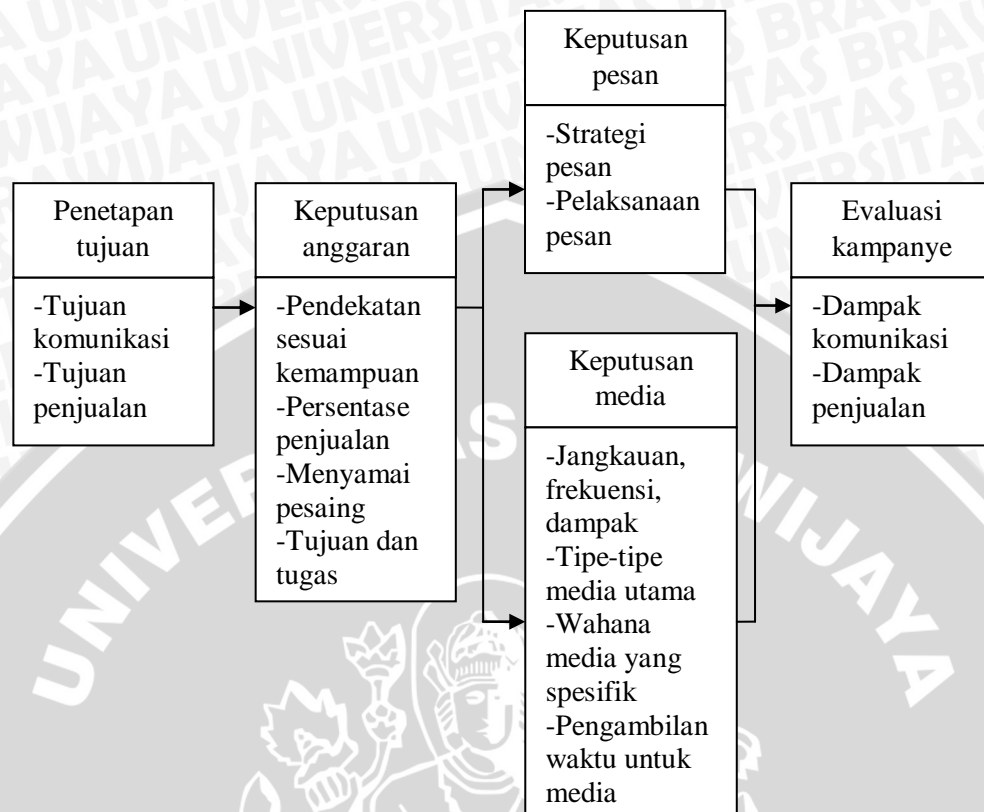 Penetapan
tujuan
-Tujuan
komunikasi
-Tujuan
penjualan
Keputusan
anggaran
-Pendekatan
sesuai
kemampuan
-Persentase
penjualan
-Menyamai
pesaing
-Tujuan dan
tugas
Keputusan
pesan
-Strategi
pesan
-Pelaksanaan
pesan
Keputusan
media
-Jangkauan,
frekuensi,
dampak
-Tipe-tipe
media utama
-Wahana
media yang
spesifik
-Pengambilan
waktu untuk
media
Evaluasi
kampanye
-Dampak
komunikasi
-Dampak
penjualan